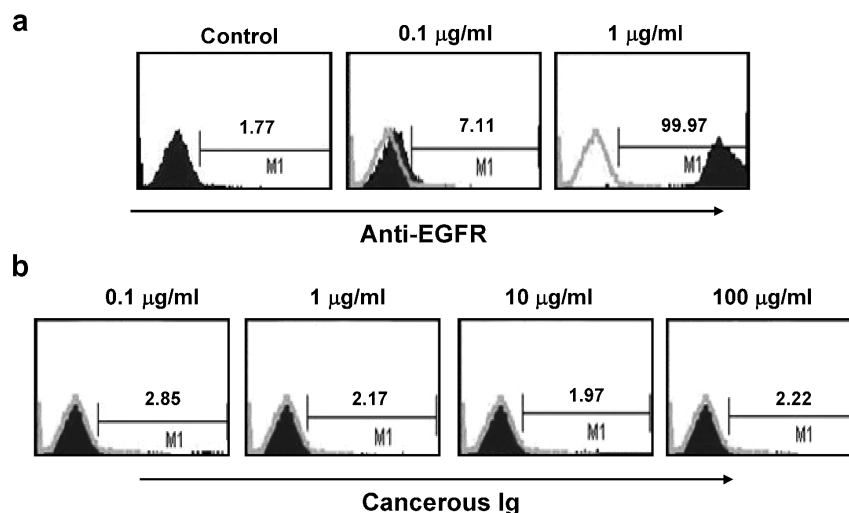 a
Control 0.1 μg/ml 1 μg/ml
1.77 7.11 99.97
M1 M1 M1
Anti-EGFR
b
0.1 μg/ml 1 μg/ml 10 μg/ml 100 μg/ml
2.85 2.17 1.97 2.22
M1 M1 M1 M1
Cancerous Ig